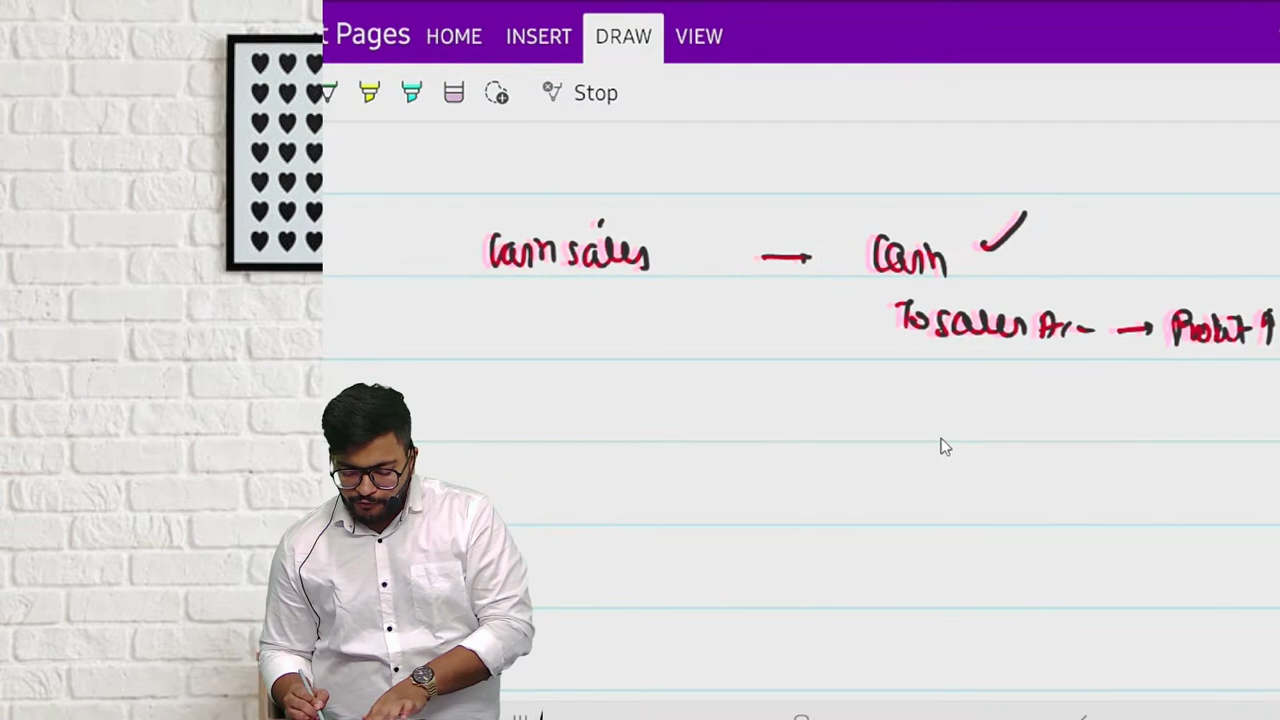 t Pages HOME INSERT DRAW VIEW
Stop
Cash sales → Cash ✓
To sales A/c → Profit ↑